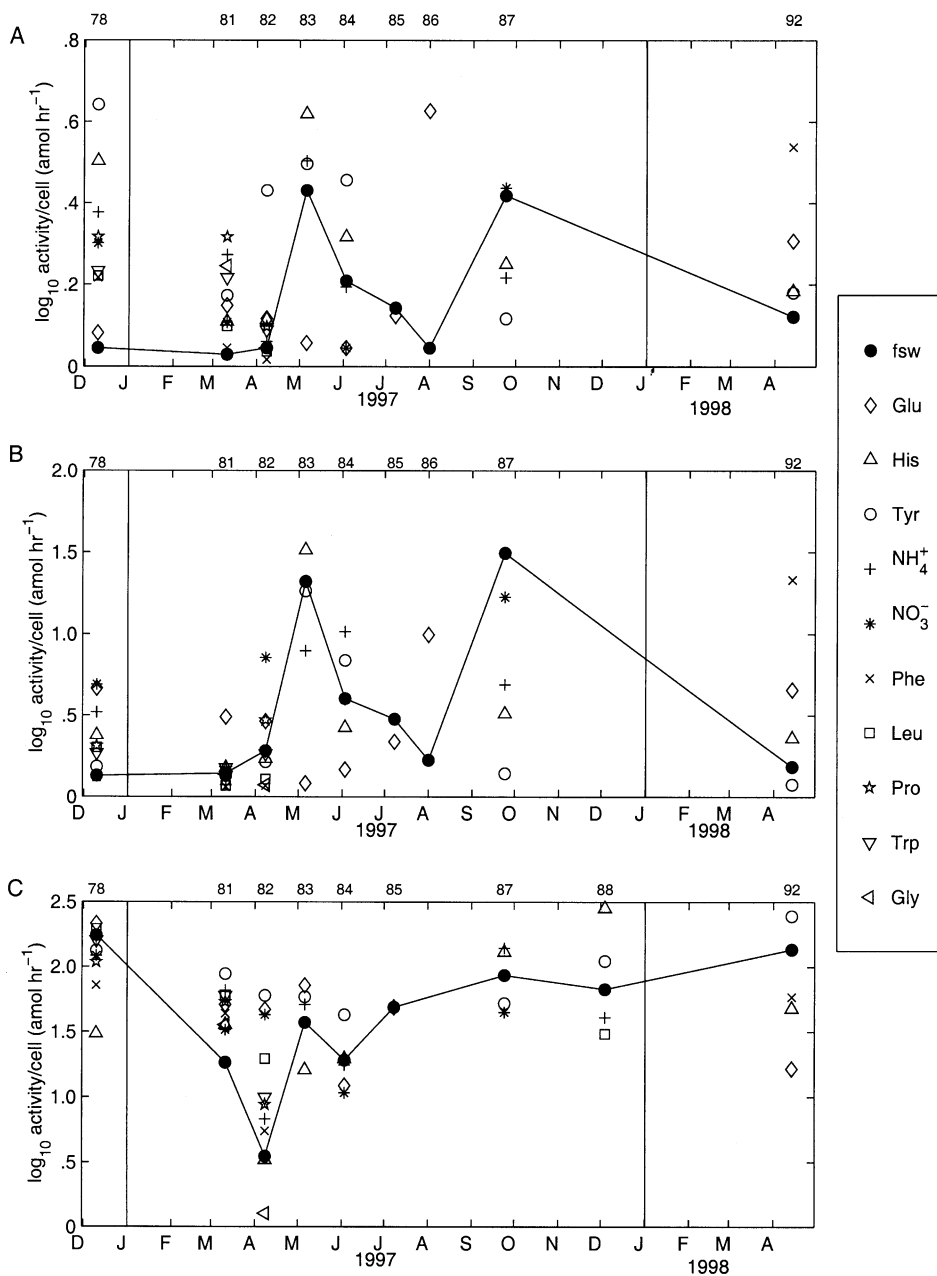 78 81 82 83 84 85 86 87 92
A
.8
.6
.4
.2
0
log10 activity/cell (amol hr−1)
D J F M A M J J A S O N D J F M A
1997
1998
B
78 81 82 83 84 85 86 87 92
2.0
1.5
1.0
.5
0
log10 activity/cell (amol hr−1)
D J F M A M J J A S O N D J F M A
1997
1998
C
78 81 82 83 84 85 87 88 92
2.5
2.0
1.5
1.0
.5
0
log10 activity/cell (amol hr−1)
D J F M A M J J A S O N D J F M A
1997
1998
fsw
Glu
His
Tyr
NH4+
NO3−
Phe
Leu
Pro
Trp
Gly